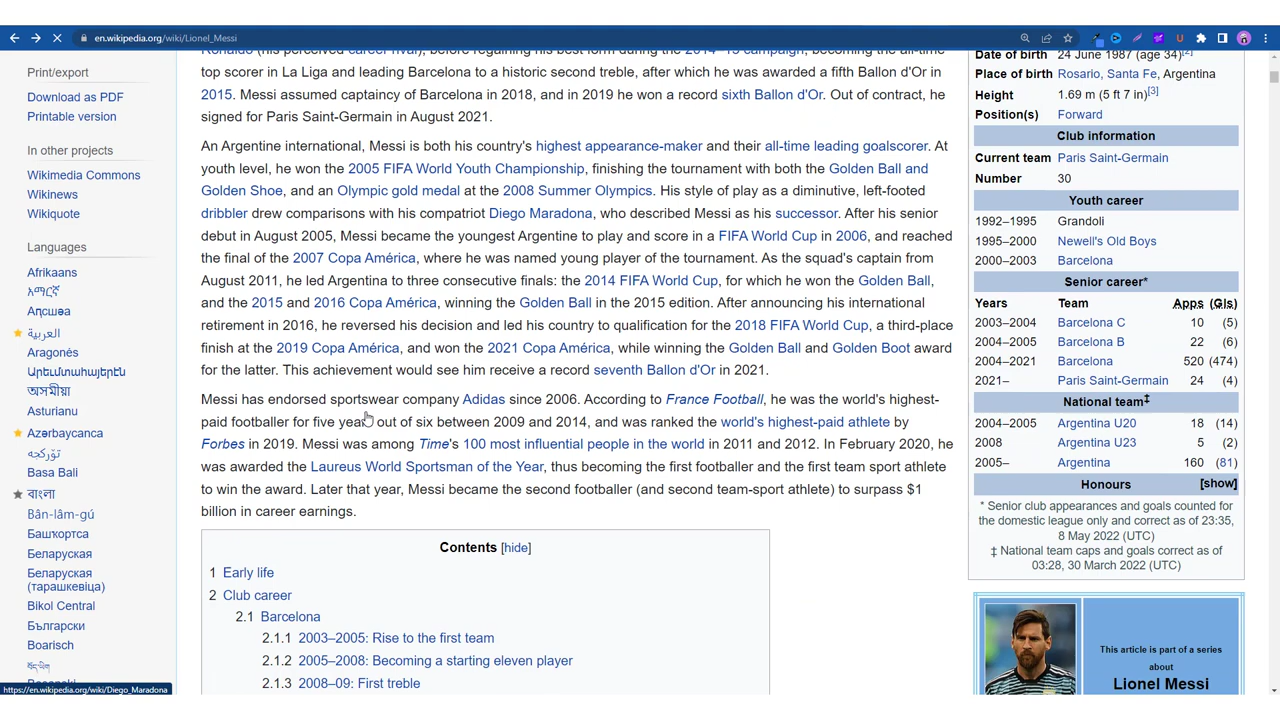 en.wikipedia.org/wiki/Lionel_Messi
Print/export
Download as PDF
Printable version
In other projects
Wikimedia Commons
Wikinews
Wikiquote
Languages
Afrikaans
አማርኛ
Аԥсшәа
العربية
Aragonés
Արեւմտահայերէն
অসমীয়া
Asturianu
Azərbaycanca
تۆرکجه
Basa Bali
বাংলা
Bân-lâm-gú
Башҡортса
Беларуская
Беларуская
(тарашкевіца)
Bikol Central
Български
Boarisch
https://en.wikipedia.org/wiki/Diego_Maradona
Ronaldo (his perceived career rival), before regaining his best form during the 2014–15 campaign, becoming the all-time
top scorer in La Liga and leading Barcelona to a historic second treble, after which he was awarded a fifth Ballon d'Or in
2015. Messi assumed captaincy of Barcelona in 2018, and in 2019 he won a record sixth Ballon d'Or. Out of contract, he
signed for Paris Saint-Germain in August 2021.
An Argentine international, Messi is both his country's highest appearance-maker and their all-time leading goalscorer. At
youth level, he won the 2005 FIFA World Youth Championship, finishing the tournament with both the Golden Ball and
Golden Shoe, and an Olympic gold medal at the 2008 Summer Olympics. His style of play as a diminutive, left-footed
dribbler drew comparisons with his compatriot Diego Maradona, who described Messi as his successor. After his senior
debut in August 2005, Messi became the youngest Argentine to play and score in a FIFA World Cup in 2006, and reached
the final of the 2007 Copa América, where he was named young player of the tournament. As the squad's captain from
August 2011, he led Argentina to three consecutive finals: the 2014 FIFA World Cup, for which he won the Golden Ball,
and the 2015 and 2016 Copa América, winning the Golden Ball in the 2015 edition. After announcing his international
retirement in 2016, he reversed his decision and led his country to qualification for the 2018 FIFA World Cup, a third-place
finish at the 2019 Copa América, and won the 2021 Copa América, while winning the Golden Ball and Golden Boot award
for the latter. This achievement would see him receive a record seventh Ballon d'Or in 2021.
Messi has endorsed sportswear company Adidas since 2006. According to France Football, he was the world's highest-
paid footballer for five years out of six between 2009 and 2014, and was ranked the world's highest-paid athlete by
Forbes in 2019. Messi was among Time's 100 most influential people in the world in 2011 and 2012. In February 2020, he
was awarded the Laureus World Sportsman of the Year, thus becoming the first footballer and the first team sport athlete
to win the award. Later that year, Messi became the second footballer (and second team-sport athlete) to surpass $1
billion in career earnings.
Contents [hide]
1 Early life
2 Club career
2.1 Barcelona
2.1.1 2003–2005: Rise to the first team
2.1.2 2005–2008: Becoming a starting eleven player
2.1.3 2008–09: First treble
Date of birth 24 June 1987 (age 34)[2]
Place of birth Rosario, Santa Fe, Argentina
Height 1.69 m (5 ft 7 in)[3]
Position(s) Forward
Club information
Current team Paris Saint-Germain
Number 30
Youth career
1992–1995 Grandoli
1995–2000 Newell's Old Boys
2000–2003 Barcelona
Senior career*
Years Team Apps (Gls)
2003–2004 Barcelona C 10 (5)
2004–2005 Barcelona B 22 (6)
2004–2021 Barcelona 520 (474)
2021– Paris Saint-Germain 24 (4)
National team‡
2004–2005 Argentina U20 18 (14)
2008 Argentina U23 5 (2)
2005– Argentina 160 (81)
Honours [show]
* Senior club appearances and goals counted for
the domestic league only and correct as of 23:35,
8 May 2022 (UTC)
‡ National team caps and goals correct as of
03:28, 30 March 2022 (UTC)
This article is part of a series
about
Lionel Messi